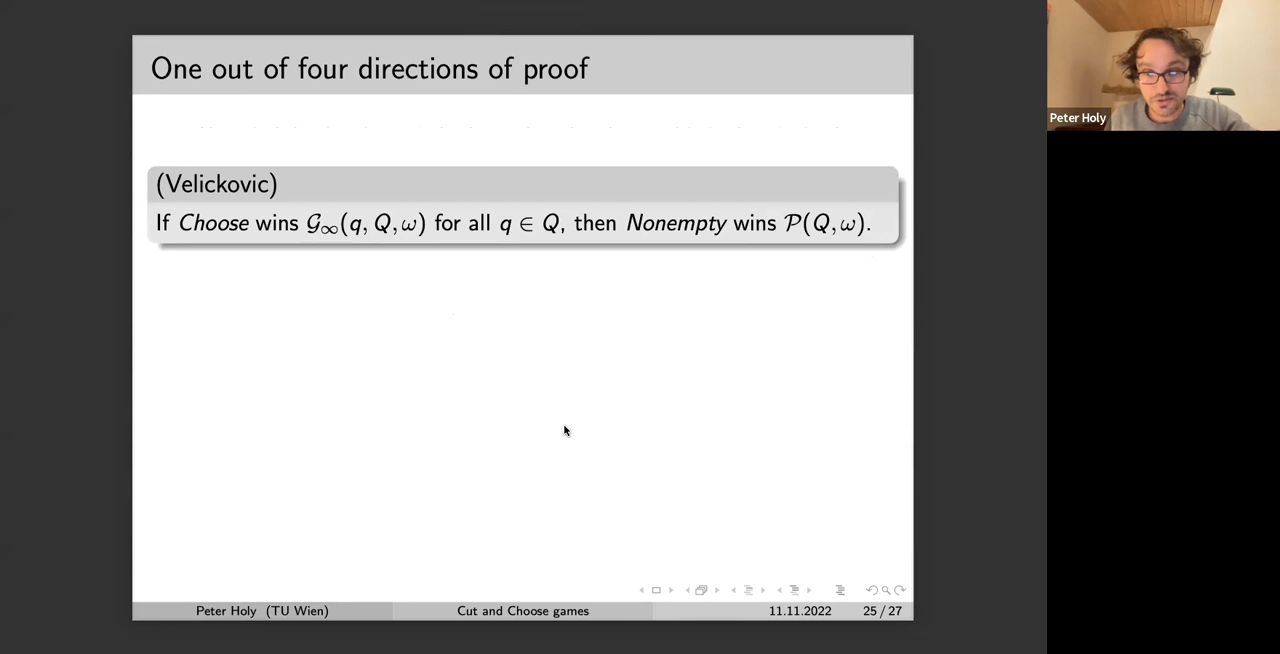 One out of four directions of proof
Peter Holy
(Velickovic)
If Choose wins 𝒢∞(q, Q, ω) for all q ∈ Q, then Nonempty wins 𝒫(Q, ω).
Peter Holy (TU Wien) Cut and Choose games 11.11.2022 25 / 27